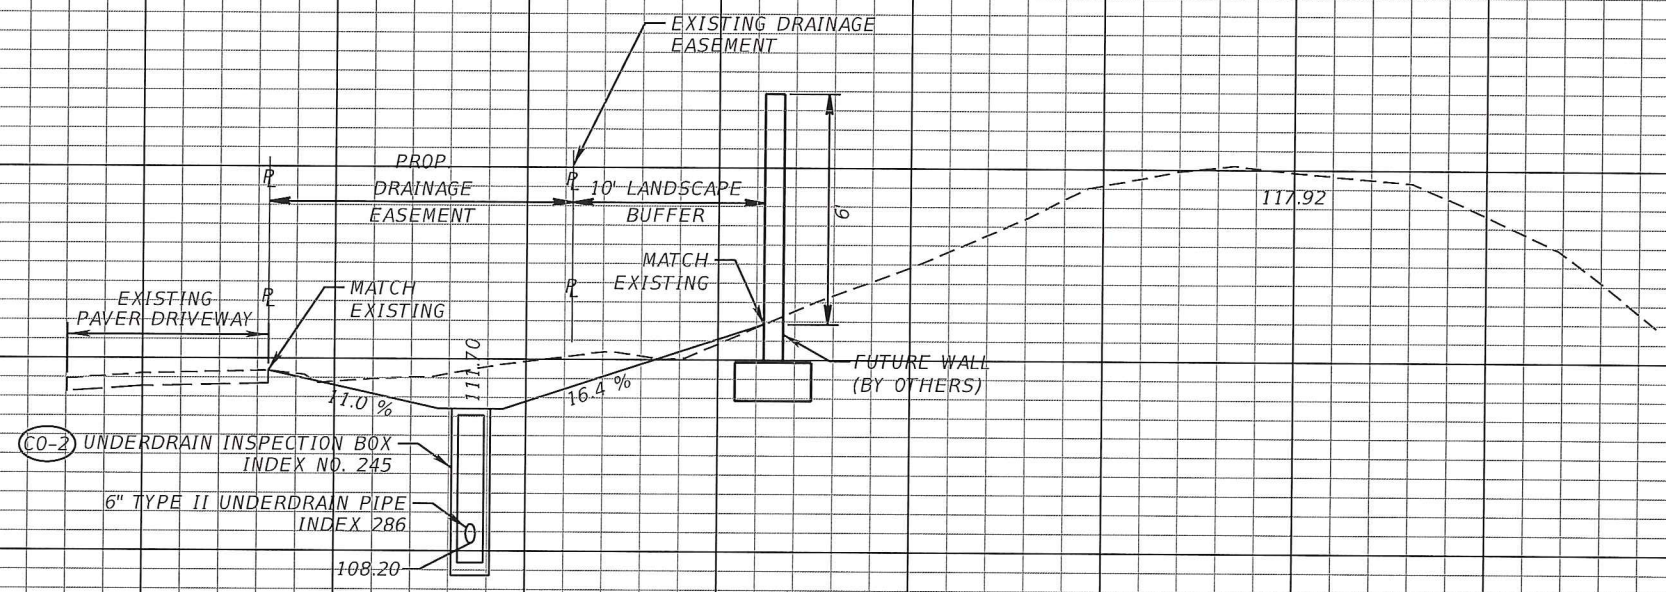 EXISTING DRAINAGE
EASEMENT
PROP
DRAINAGE
EASEMENT
PL
PL
10' LANDSCAPE
BUFFER
6'
117.92
MATCH
EXISTING
PL
PL
MATCH
EXISTING
EXISTING
PAVER DRIVEWAY
111.70
FUTURE WALL
(BY OTHERS)
11.0 %
16.4 %
CO-2 UNDERDRAIN INSPECTION BOX
INDEX NO. 245
6" TYPE II UNDERDRAIN PIPE
INDEX 286
108.20